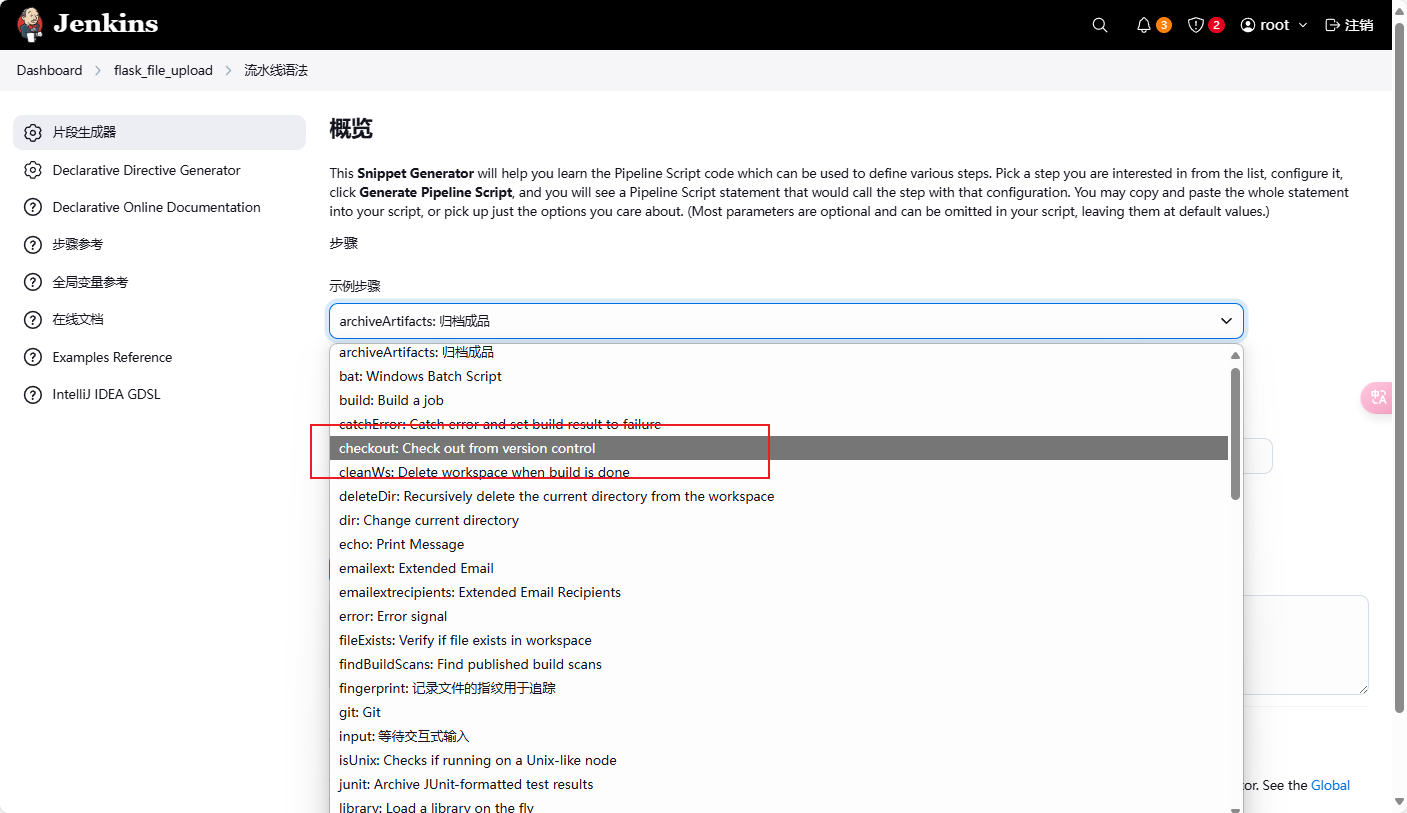 Jenkins
3
2
root
注销
Dashboard
flask_file_upload
流水线语法
片段生成器
Declarative Directive Generator
Declarative Online Documentation
步骤参考
全局变量参考
在线文档
Examples Reference
IntelliJ IDEA GDSL
概览
This Snippet Generator will help you learn the Pipeline Script code which can be used to define various steps. Pick a step you are interested in from the list, configure it,
click Generate Pipeline Script, and you will see a Pipeline Script statement that would call the step with that configuration. You may copy and paste the whole statement
into your script, or pick up just the options you care about. (Most parameters are optional and can be omitted in your script, leaving them at default values.)
步骤
示例步骤
archiveArtifacts: 归档成品
archiveArtifacts: 归档成品
bat: Windows Batch Script
build: Build a job
catchError: Catch error and set build result to failure
checkout: Check out from version control
cleanWs: Delete workspace when build is done
deleteDir: Recursively delete the current directory from the workspace
dir: Change current directory
echo: Print Message
emailext: Extended Email
emailextrecipients: Extended Email Recipients
error: Error signal
fileExists: Verify if file exists in workspace
findBuildScans: Find published build scans
fingerprint: 记录文件的指纹用于追踪
git: Git
input: 等待交互式输入
isUnix: Checks if running on a Unix-like node
junit: Archive JUnit-formatted test results
library: Load a library on the fly
tor. See the Global